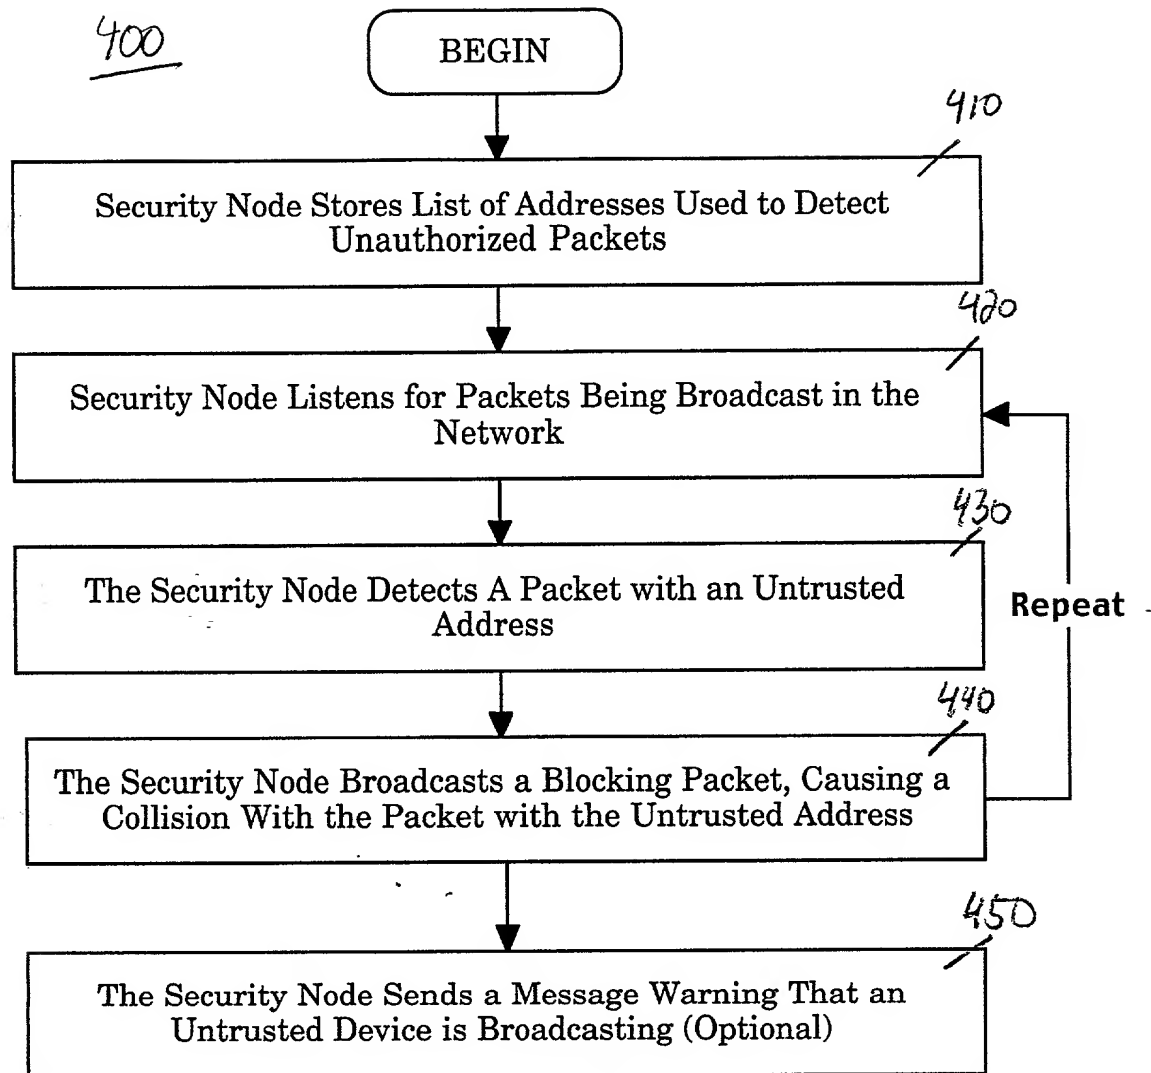 400
BEGIN
410
Security Node Stores List of Addresses Used to Detect
Unauthorized Packets
420
Security Node Listens for Packets Being Broadcast in the
Network
430
The Security Node Detects A Packet with an Untrusted
Address
Repeat
440
The Security Node Broadcasts a Blocking Packet, Causing a
Collision With the Packet with the Untrusted Address
450
The Security Node Sends a Message Warning That an
Untrusted Device is Broadcasting (Optional)